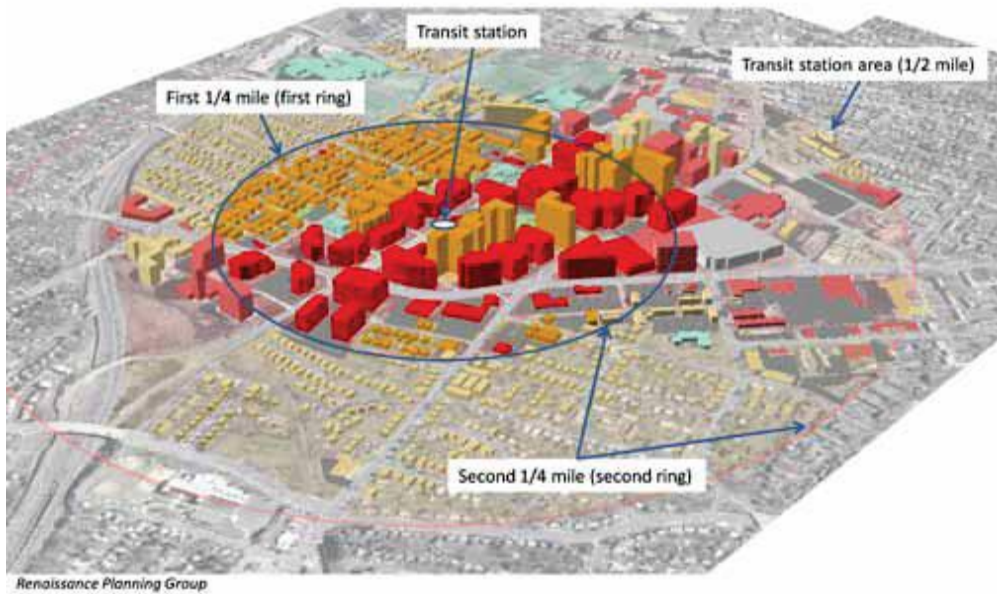 Transit station
Transit station area (1/2 mile)
First 1/4 mile (first ring)
Second 1/4 mile (second ring)
Renaissance Planning Group